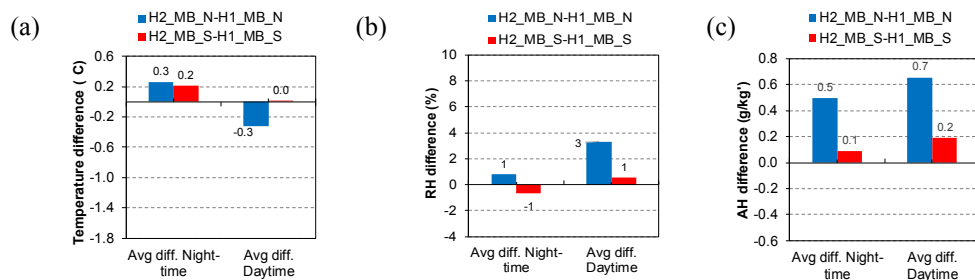 (a)
H2_MB_N-H1_MB_N
H2_MB_S-H1_MB_S
Temperature difference ( C)
0.6
0.2
-0.2
-0.6
-1.0
-1.4
-1.8
0.3
0.2
-0.3
0.0
Avg diff. Night-
time
Avg diff.
Daytime
(b)
H2_MB_N-H1_MB_N
H2_MB_S-H1_MB_S
RH difference (%)
10
8
6
4
2
0
-2
-4
1
-1
3
1
Avg diff. Night-
time
Avg diff.
Daytime
(c)
H2_MB_N-H1_MB_N
H2_MB_S-H1_MB_S
AH difference (g/kg')
0.8
0.6
0.4
0.2
0.0
-0.2
-0.4
-0.6
0.5
0.1
0.7
0.2
Avg diff. Night-
time
Avg diff.
Daytime